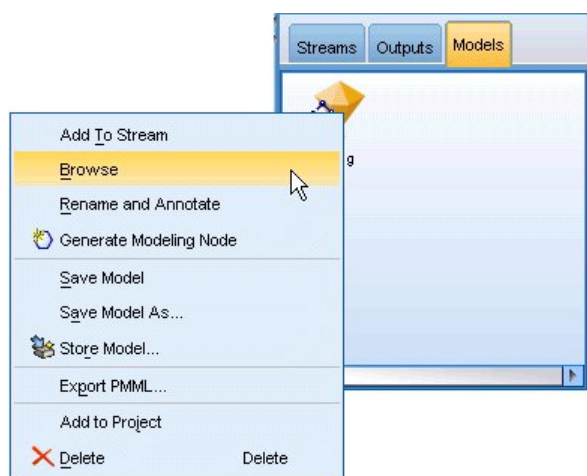 Streams Outputs Models
g
Add To Stream
Browse
Rename and Annotate
Generate Modeling Node
Save Model
Save Model As...
Store Model...
Export PMML...
Add to Project
Delete Delete